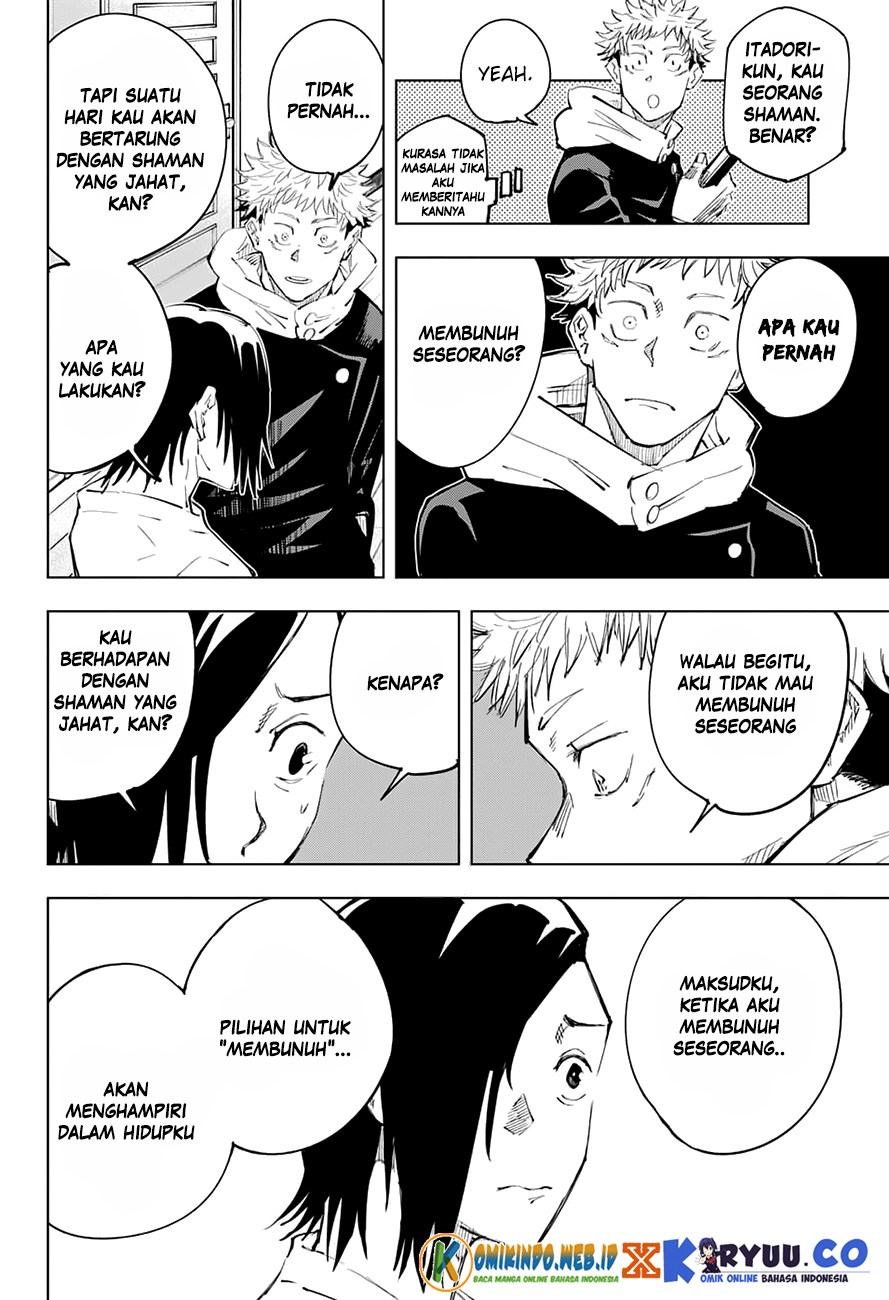 ITADORI-
KUN, KAU
SEORANG
SHAMAN.
BENAR?
YEAH.
KURASA TIDAK
MASALAH JIKA
AKU
MEMBERITAHU
KANNYA
APA KAU
PERNAH
MEMBUNUH
SESEORANG?
TIDAK
PERNAH...
TAPI SUATU
HARI KAU AKAN
BERTARUNG
DENGAN SHAMAN
YANG JAHAT,
KAN?
APA
YANG KAU
LAKUKAN?
WALAU BEGITU,
AKU TIDAK MAU
MEMBUNUH
SESEORANG
KENAPA?
KAU
BERHADAPAN
DENGAN
SHAMAN YANG
JAHAT, KAN?
MAKSUDKU,
KETIKA AKU
MEMBUNUH
SESEORANG..
PILIHAN UNTUK
"MEMBUNUH"...
AKAN
MENGHAMPIRI
DALAM HIDUPKU
KOMIKINDO.WEB.ID
BACA MANGA ONLINE BAHASA INDONESIA
X
KIRYUU.CO
OMIK ONLINE BAHASA INDONESIA